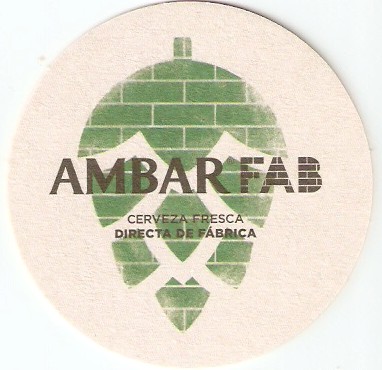 AMBAR FAB
CERVEZA FRESCA
DIRECTA DE FÁBRICA